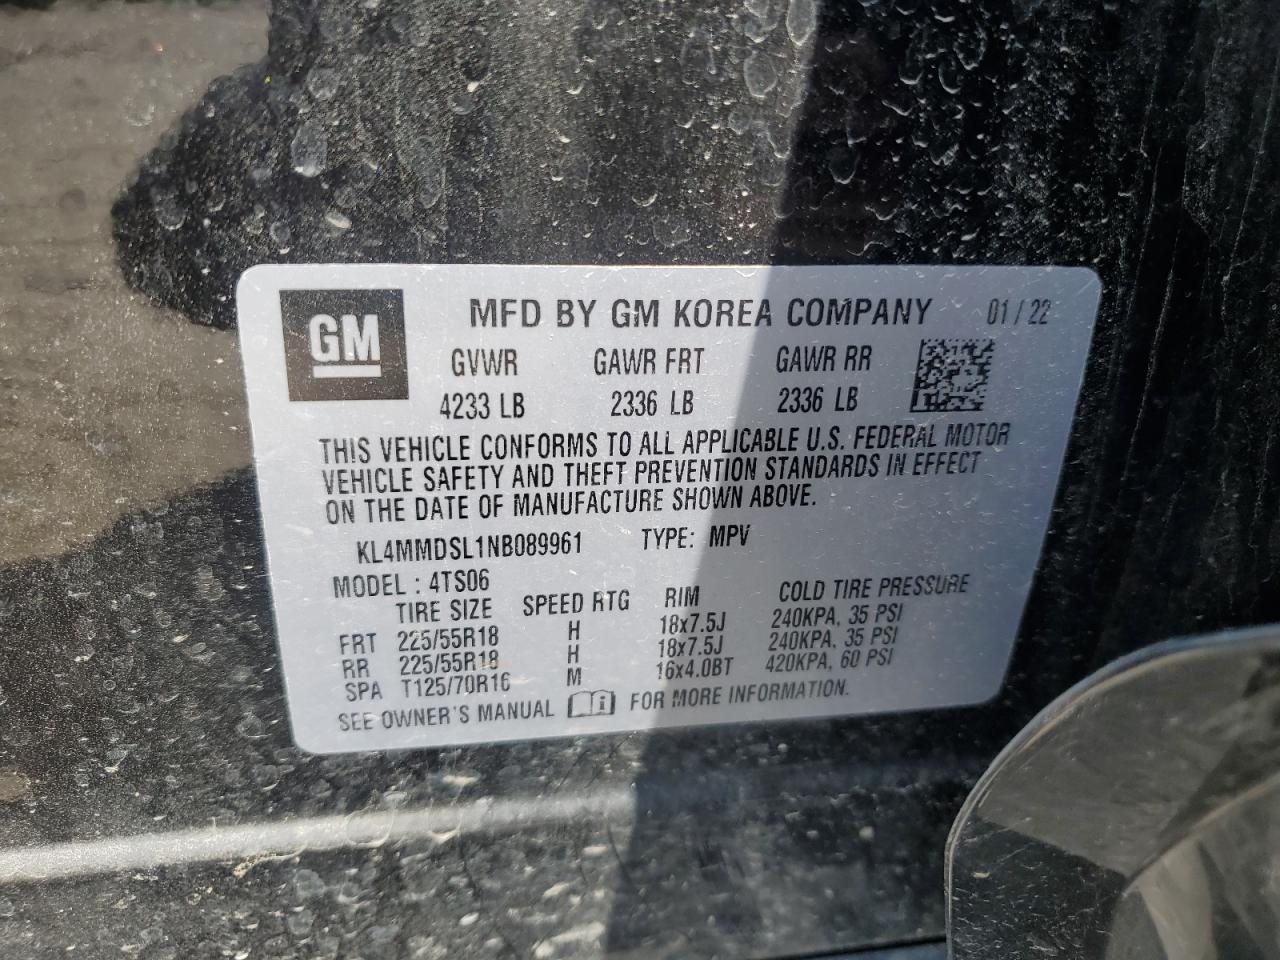 GM
MFD BY GM KOREA COMPANY 01/22
GVWR GAWR FRT GAWR RR
4233 LB 2336 LB 2336 LB
THIS VEHICLE CONFORMS TO ALL APPLICABLE U.S. FEDERAL MOTOR
VEHICLE SAFETY AND THEFT PREVENTION STANDARDS IN EFFECT
ON THE DATE OF MANUFACTURE SHOWN ABOVE.
KL4MMDSL1NB089961 TYPE: MPV
MODEL : 4TS06
TIRE SIZE SPEED RTG RIM COLD TIRE PRESSURE
FRT 225/55R18 H 18x7.5J 240KPA, 35 PSI
RR 225/55R18 H 18x7.5J 240KPA, 35 PSI
SPA T125/70R16 M 16x4.0BT 420KPA, 60 PSI
SEE OWNER'S MANUAL i FOR MORE INFORMATION.